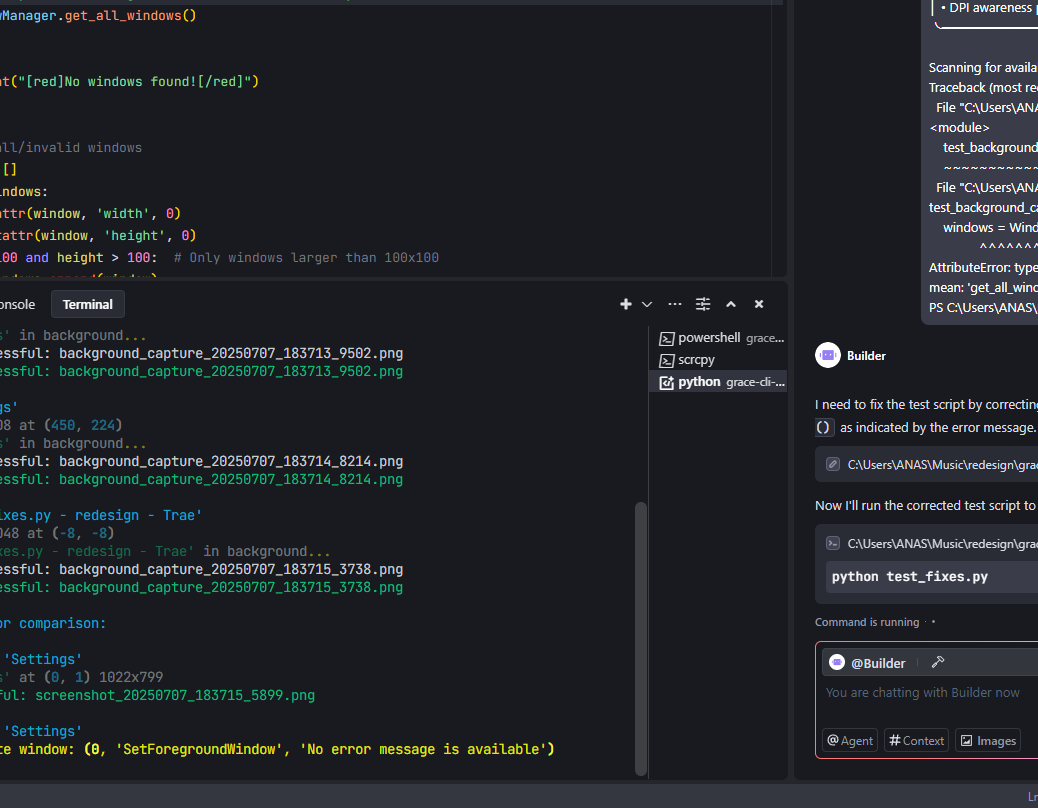 wManager.get_all_windows()
nt("[red]No windows found![/red]")
all/invalid windows
[]
indows:
attr(window, 'width', 0)
tattr(window, 'height', 0)
100 and height > 100:  # Only windows larger than 100x100
onsole
Terminal
s' in background...
essful: background_capture_20250707_183713_9502.png
essful: background_capture_20250707_183713_9502.png
gs'
08 at (450, 224)
s' in background...
essful: background_capture_20250707_183714_8214.png
essful: background_capture_20250707_183714_8214.png
ixes.py - redesign - Trae'
048 at (-8, -8)
xes.py - redesign - Trae' in background...
essful: background_capture_20250707_183715_3738.png
essful: background_capture_20250707_183715_3738.png
or comparison:
'Settings'
s' at (0, 1) 1022x799
ful: screenshot_20250707_183715_5899.png
'Settings'
te window: (0, 'SetForegroundWindow', 'No error message is available')
powershell grace...
scrcpy
python grace-cli-...
• DPI awareness
Scanning for availa
Traceback (most re
File "C:\Users\ANA
<module>
test_background
~~~~~~~~~~~~
File "C:\Users\ANA
test_background_ca
windows = Wind
^^^^^^^
AttributeError: type
mean: 'get_all_wind
PS C:\Users\ANAS\
Builder
I need to fix the test script by correcting
() as indicated by the error message.
C:\Users\ANAS\Music\redesign\grac
Now I'll run the corrected test script to
C:\Users\ANAS\Music\redesign\grac
python test_fixes.py
Command is running
@Builder
You are chatting with Builder now
@ Agent
# Context
Images
Ln